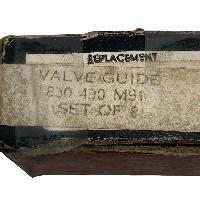 REPLACEMENT
VALVE GUIDE
830 490 M91
SET OF 8